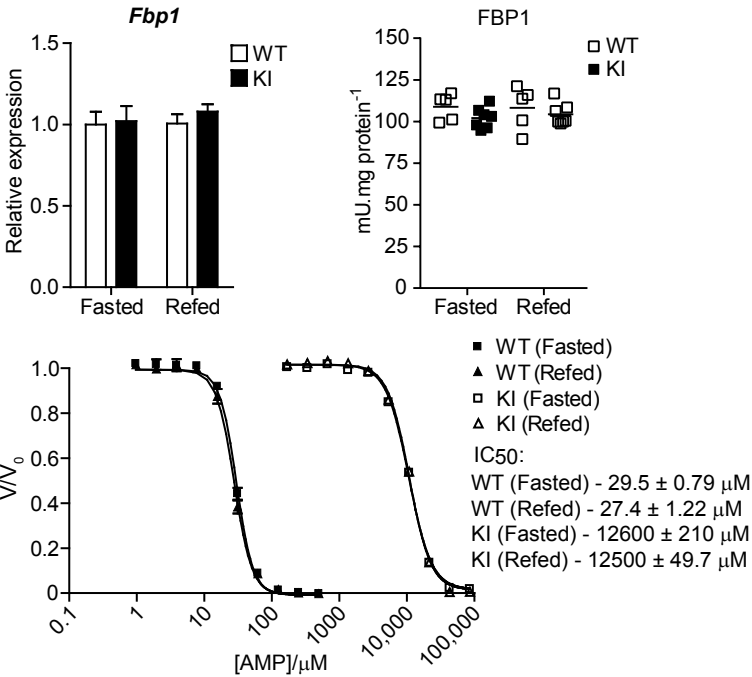 Fbp1
Relative expression
1.5
1.0
0.5
0.0
Fasted
Refed
WT
KI
FBP1
mU.mg protein⁻¹
150
125
100
75
50
25
0
Fasted
Refed
WT
KI
V/V₀
1.0
0.8
0.6
0.4
0.2
0
0.1
1
10
100
1000
10,000
100,000
[AMP]/µM
WT (Fasted)
WT (Refed)
KI (Fasted)
KI (Refed)
IC50:
WT (Fasted) - 29.5 ± 0.79 µM
WT (Refed) - 27.4 ± 1.22 µM
KI (Fasted) - 12600 ± 210 µM
KI (Refed) - 12500 ± 49.7 µM